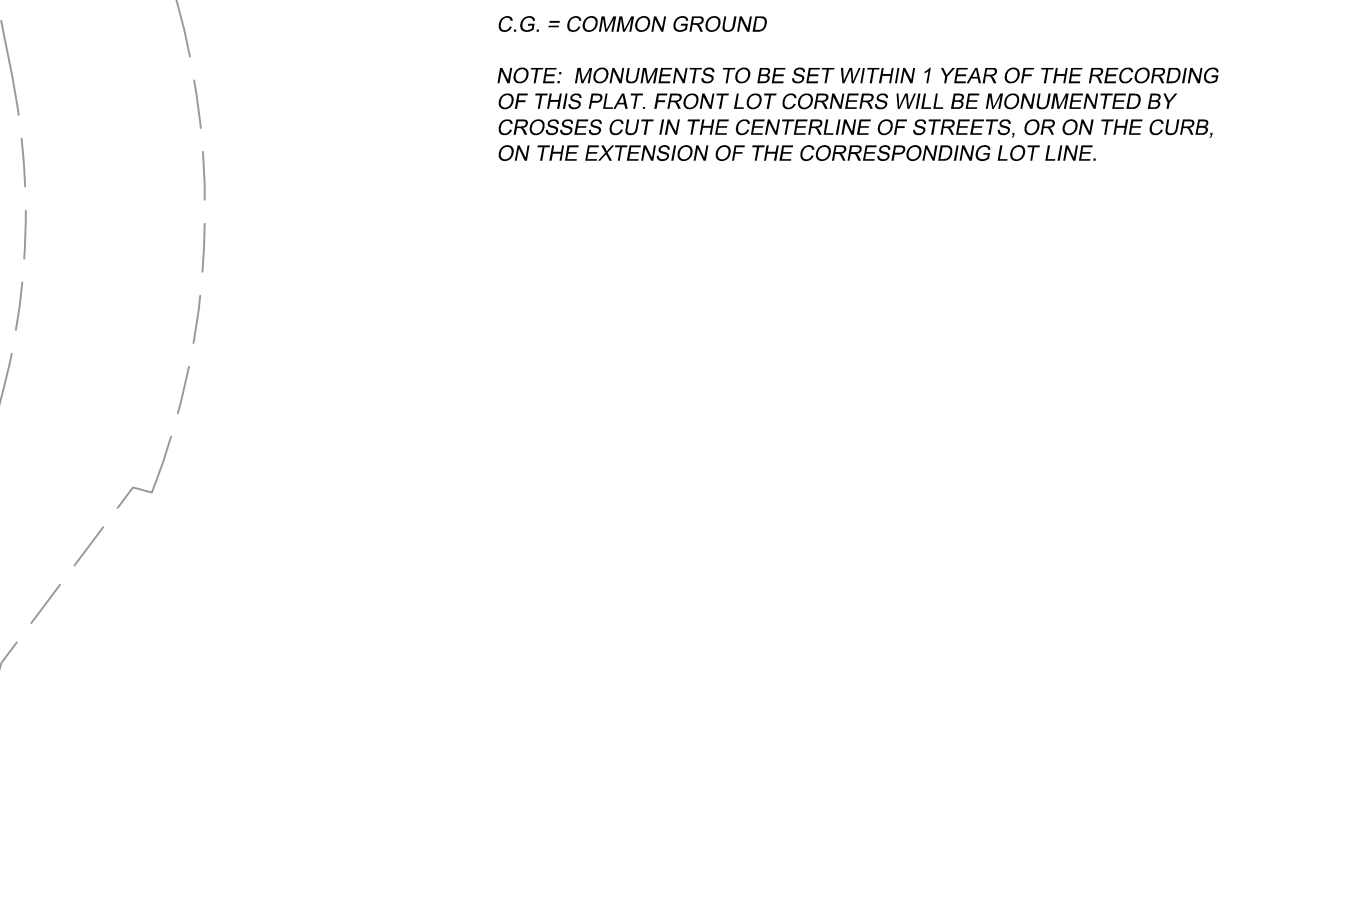 C.G. = COMMON GROUND
NOTE:  MONUMENTS TO BE SET WITHIN 1 YEAR OF THE RECORDING
OF THIS PLAT. FRONT LOT CORNERS WILL BE MONUMENTED BY
CROSSES CUT IN THE CENTERLINE OF STREETS, OR ON THE CURB,
ON THE EXTENSION OF THE CORRESPONDING LOT LINE.